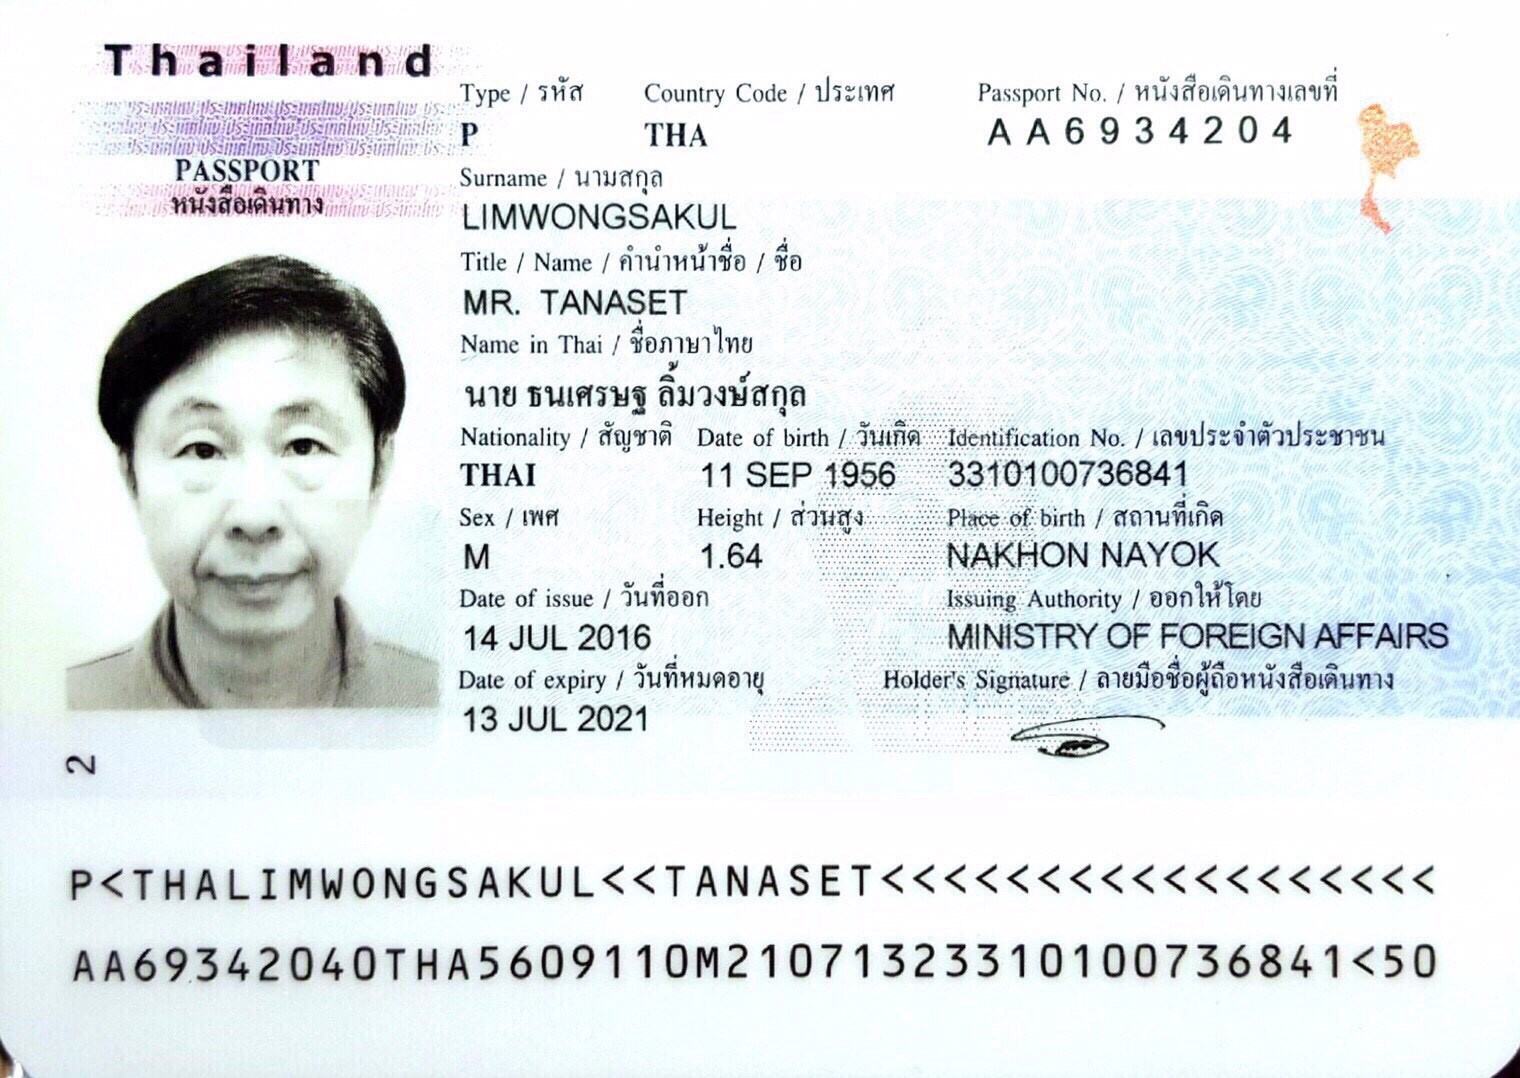 Thailand
PASSPORT
หนังสือเดินทาง
Type / รหัส Country Code / ประเทศ Passport No. / หนังสือเดินทางเลขที่
P THA AA6934204
Surname / นามสกุล
LIMWONGSAKUL
Title / Name / คำนำหน้าชื่อ / ชื่อ
MR. TANASET
Name in Thai / ชื่อภาษาไทย
นาย ธนเศรษฐ ลิ้มวงษ์สกุล
Nationality / สัญชาติ Date of birth / วันเกิด Identification No. / เลขประจำตัวประชาชน
THAI 11 SEP 1956 3310100736841
Sex / เพศ Height / ส่วนสูง Place of birth / สถานที่เกิด
M 1.64 NAKHON NAYOK
Date of issue / วันที่ออก Issuing Authority / ออกให้โดย
14 JUL 2016 MINISTRY OF FOREIGN AFFAIRS
Date of expiry / วันที่หมดอายุ Holder's Signature / ลายมือชื่อผู้ถือหนังสือเดินทาง
13 JUL 2021
2
P<THALIMWONGSAKUL<<TANASET<<<<<<<<<<<<<<<<<<
AA69342040THA5609110M21071323310100736841<50